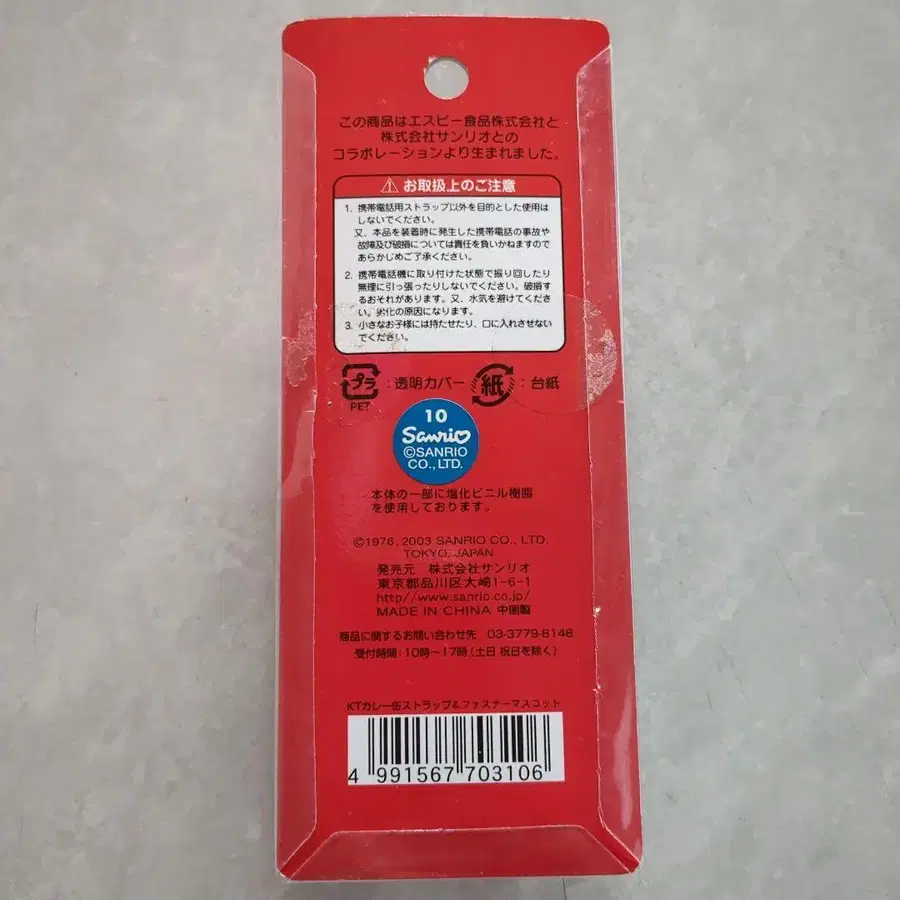 この商品はエスビー食品株式会社と
株式会社サンリオとの
コラボレーションより生まれました。
⚠ お取扱上のご注意
1. 携帯電話用ストラップ以外を目的とした使用は
しないでください。
又、本品を装着時に発生した携帯電話の事故や
故障及び破損については責任を負いかねますので
あらかじめご了承ください。
2. 携帯電話機に取り付けた状態で振り回したり
無理に引っ張ったりしないでください。破損す
るおそれがあります。又、水気を避けてくださ
い。劣化の原因になります。
3. 小さなお子様には持たせたり、口に入れさせない
でください。
プラ :透明カバー 紙 :台紙
PET
10
Sanrio
©SANRIO
CO., LTD.
本体の一部に塩化ビニル樹脂
を使用しております。
©1976, 2003 SANRIO CO., LTD.
TOKYO, JAPAN
発売元 株式会社サンリオ
東京都品川区大崎1-6-1
http//www.sanrio.co.jp/
MADE IN CHINA 中国製
商品に関するお問い合わせ先 03-3779-8148
受付時間:10時〜17時(土日 祝日を除く)
KTカレー缶ストラップ&ファスナーマスコット
4 991567 703106